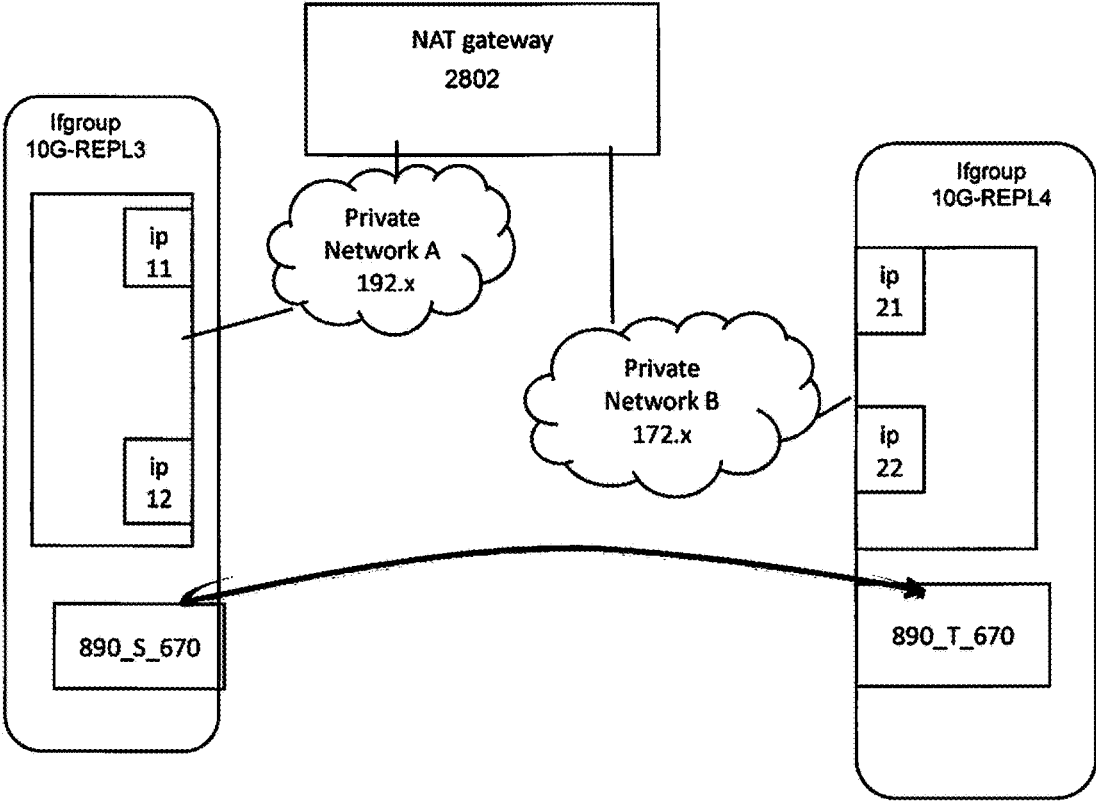 NAT gateway
2802
Ifgroup
10G-REPL3
ip
11
ip
12
Private
Network A
192.x
Private
Network B
172.x
Ifgroup
10G-REPL4
ip
21
ip
22
890_S_670
890_T_670